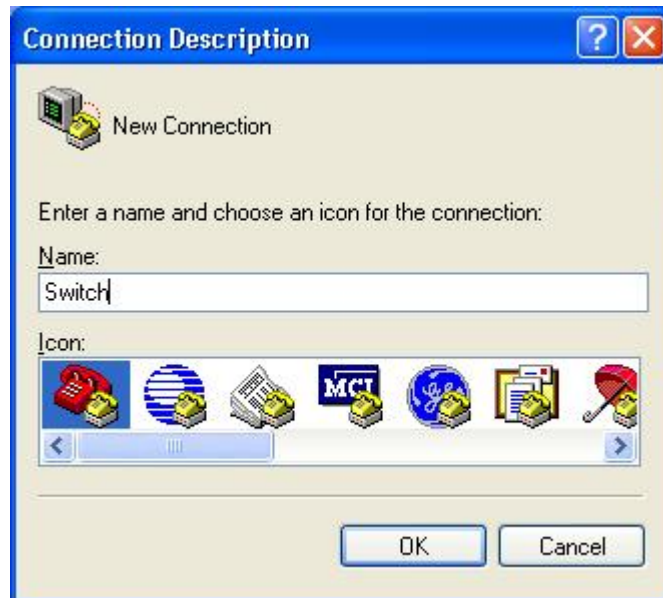 Connection Description
New Connection
Enter a name and choose an icon for the connection:
Name:
Switch
Icon:
MCI
OK
Cancel